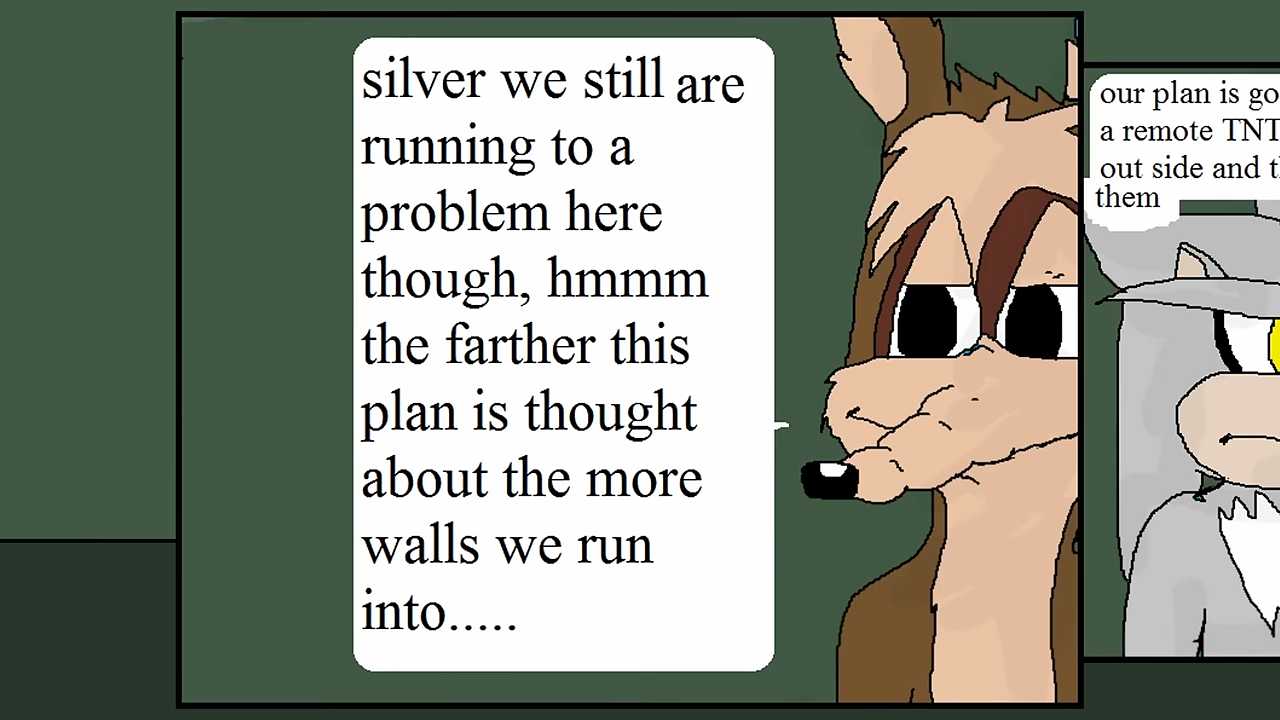 silver we still are
running to a
problem here
though, hmmm
the farther this
plan is thought
about the more
walls we run
into.....
our plan is go
a remote TNT
out side and t
them